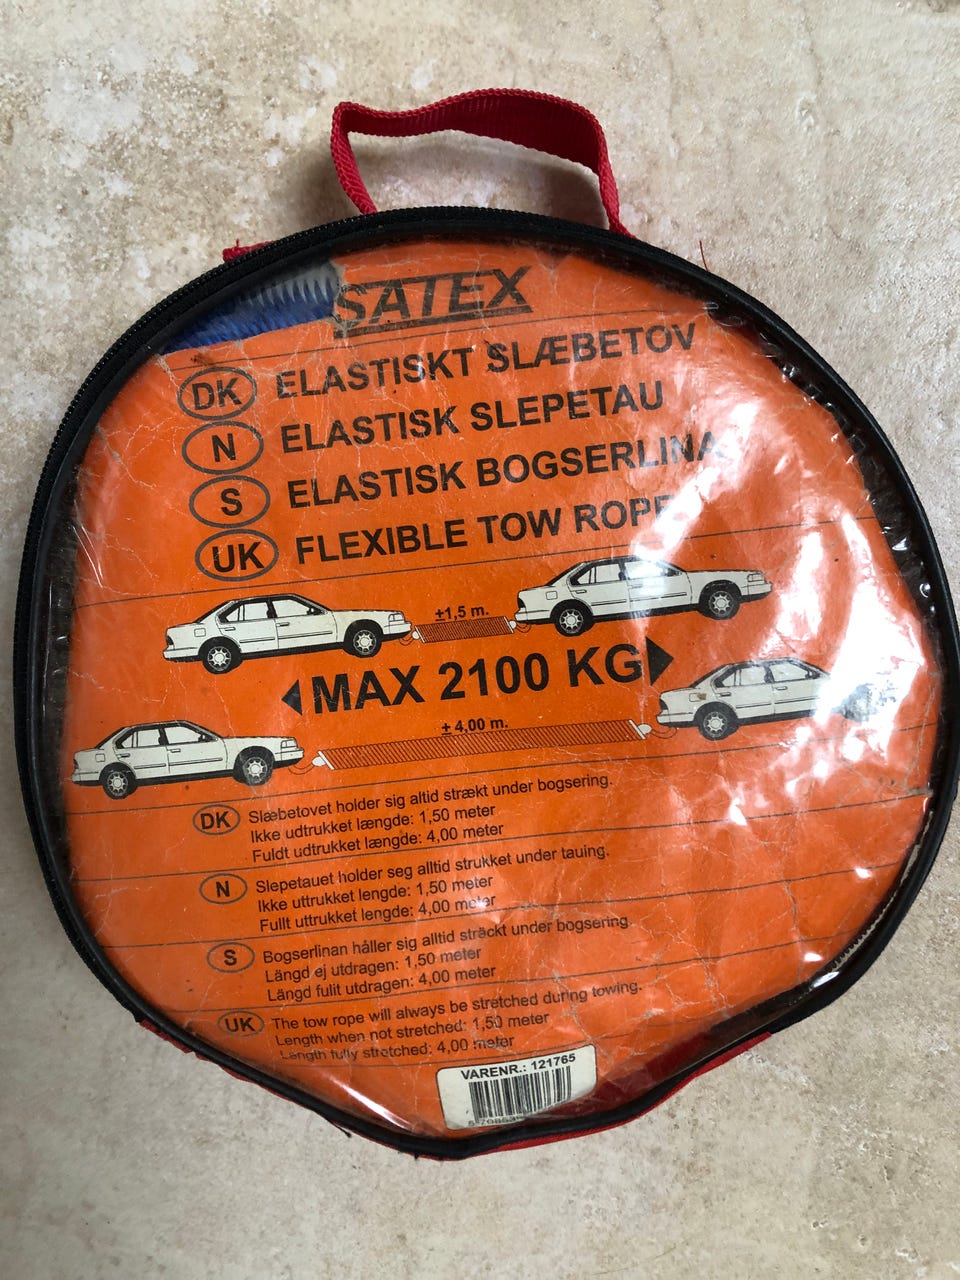 SATEX
DK ELASTISKT SLÆBETOV
N ELASTISK SLEPETAU
S ELASTISK BOGSERLINA
UK FLEXIBLE TOW ROPE
±1,5 m.
MAX 2100 KG
± 4,00 m.
DK Slæbetovet holder sig altid strækt under bogsering.
Ikke udtrukket længde: 1,50 meter
Fuldt udtrukket længde: 4,00 meter
N Slepetauet holder seg alltid strukket under tauing.
Ikke uttrukket lengde: 1,50 meter
Fullt uttrukket lengde: 4,00 meter
S Bogserlinan håller sig alltid sträckt under bogsering.
Längd ej utdragen: 1,50 meter
Längd fullt utdragen: 4,00 meter
UK The tow rope will always be stretched during towing.
Length when not stretched: 1,50 meter
Length fully stretched: 4,00 meter
VARENR.: 121765